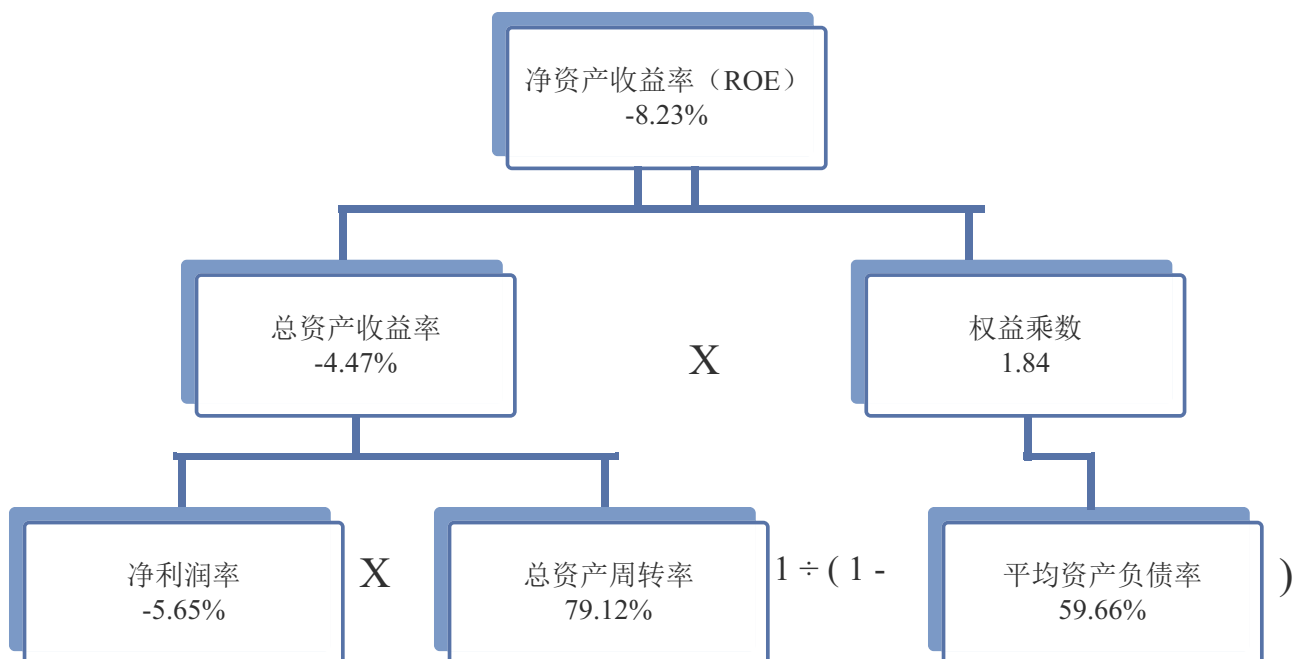 净资产收益率（ROE）
-8.23%
总资产收益率
-4.47%
X
权益乘数
1.84
净利润率
-5.65%
X
总资产周转率
79.12%
1 ÷ ( 1 -
平均资产负债率
59.66%
)